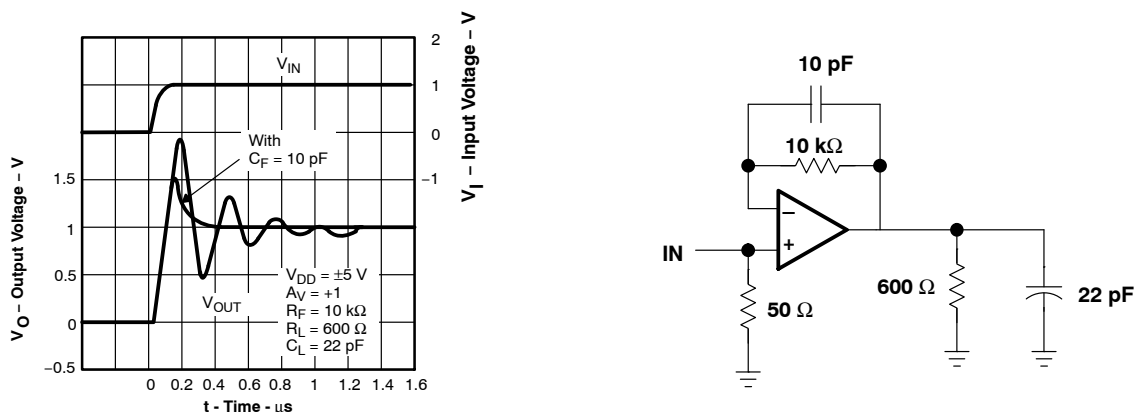 2
V_IN
1
0
With
C_F = 10 pF
1.5
−1
1
0.5
V_DD = ±5 V
A_V = +1
R_F = 10 kΩ
R_L = 600 Ω
C_L = 22 pF
V_OUT
0
−0.5
0 0.2 0.4 0.6 0.8 1 1.2 1.4 1.6
t - Time - μs
V_O – Output Voltage – V
V_I – Input Voltage – V
10 pF
10 kΩ
−
+
IN
50 Ω
600 Ω
22 pF